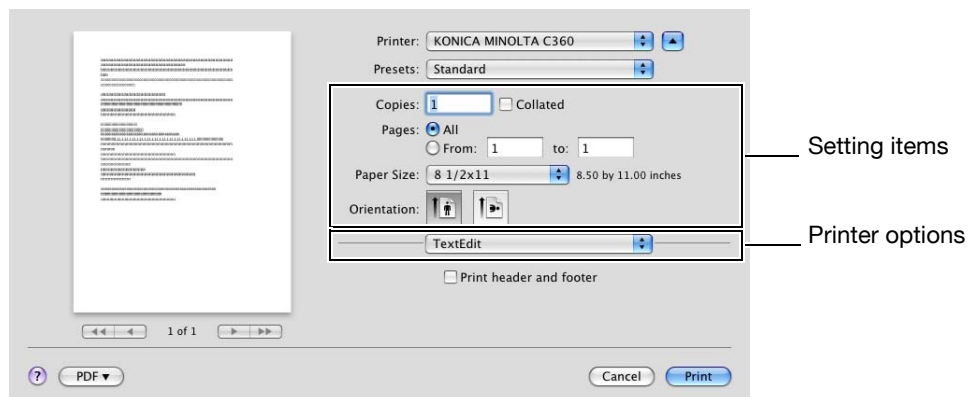 Printer: KONICA MINOLTA C360
Presets: Standard
Copies: 1 Collated
Pages: All
From: 1 to: 1
Paper Size: 8 1/2x11 8.50 by 11.00 inches
Orientation:
Setting items
TextEdit
Printer options
Print header and footer
1 of 1
? PDF ▼ Cancel Print